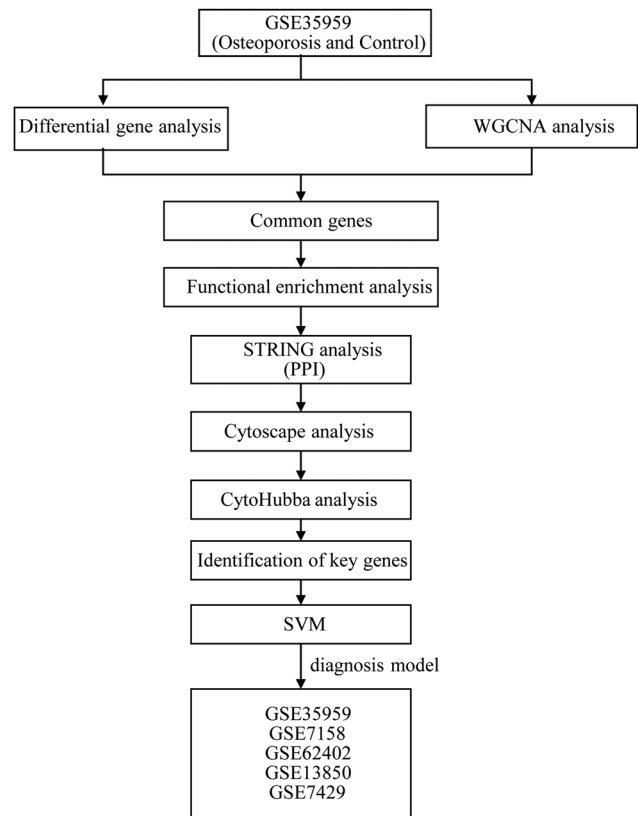 GSE35959
(Osteoporosis and Control)
Differential gene analysis
WGCNA analysis
Common genes
Functional enrichment analysis
STRING analysis
(PPI)
Cytoscape analysis
CytoHubba analysis
Identification of key genes
SVM
diagnosis model
GSE35959
GSE7158
GSE62402
GSE13850
GSE7429